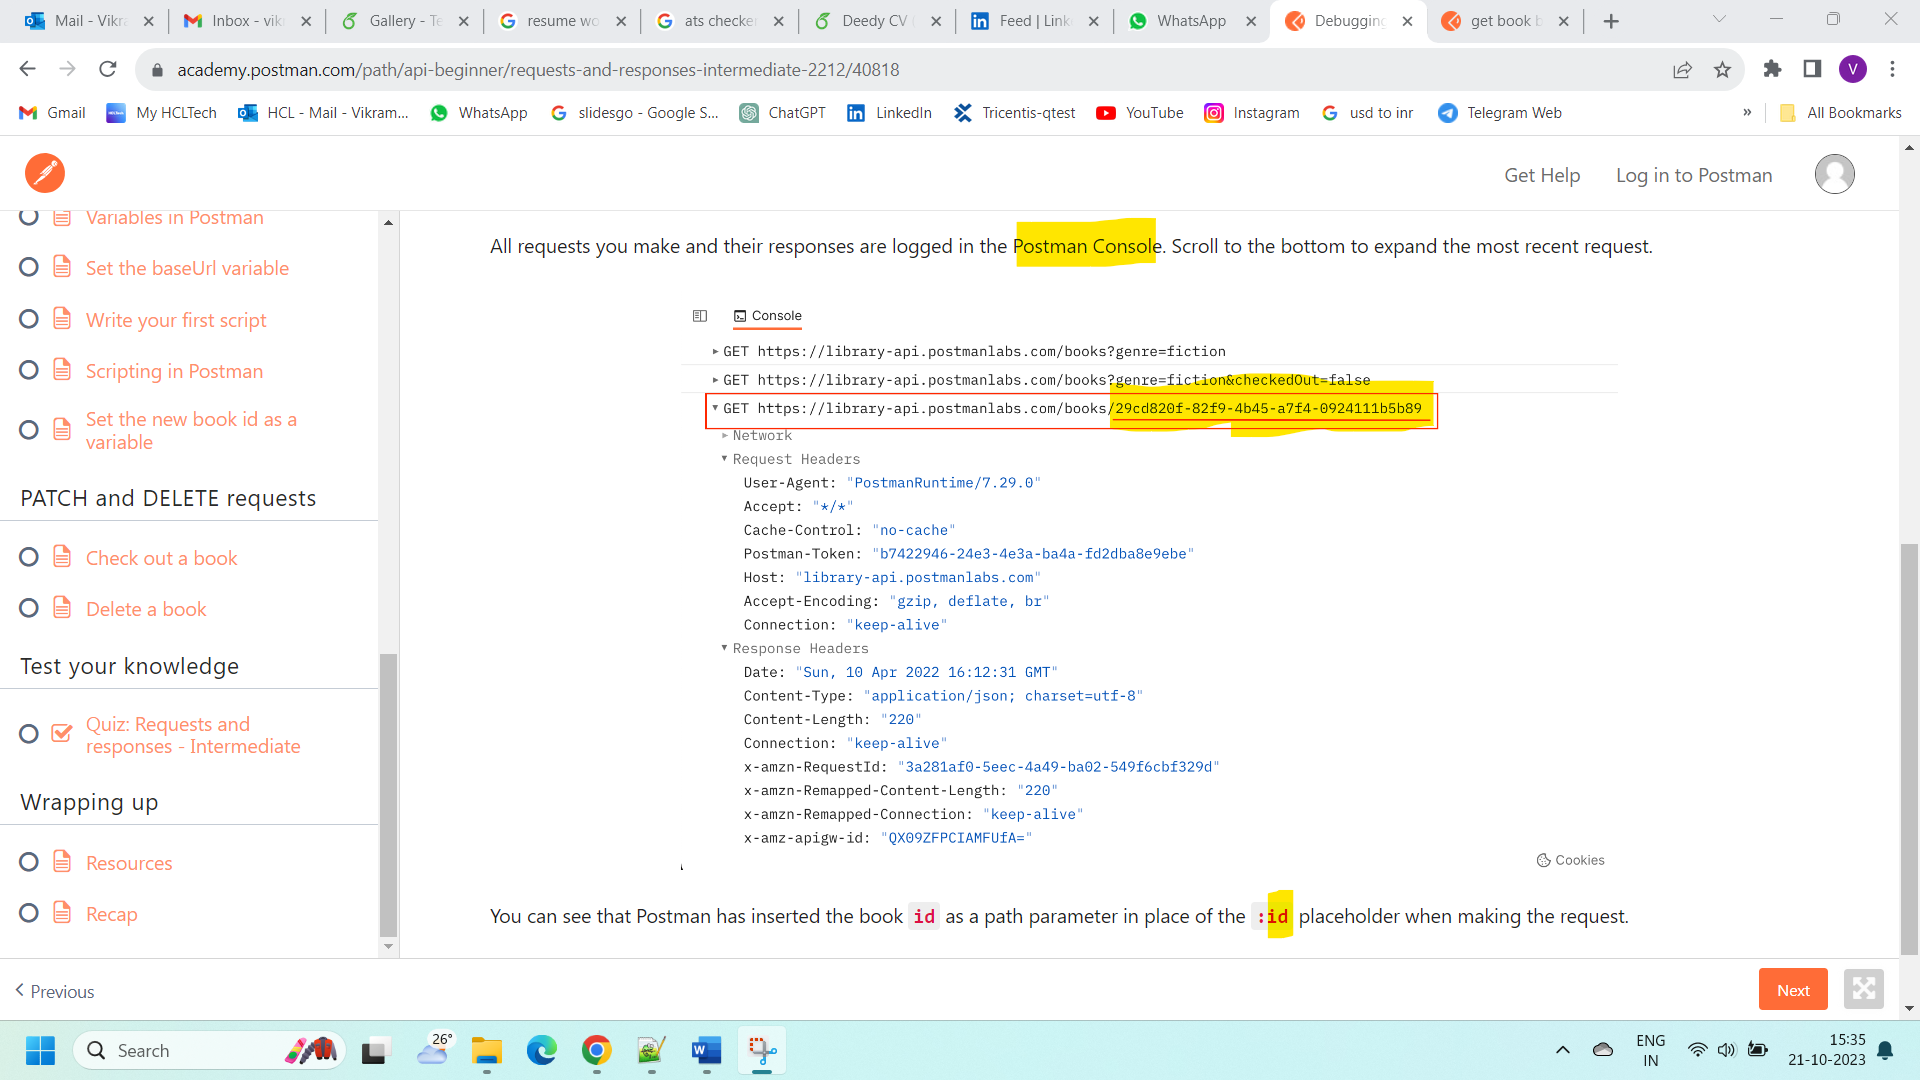 Mail - Vikra
Inbox - vik
Gallery - Te
resume wo
ats checke
Deedy CV (
Feed | Link
WhatsApp
Debugging
get book b
academy.postman.com/path/api-beginner/requests-and-responses-intermediate-2212/40818
V
Gmail
My HCLTech
HCL - Mail - Vikram...
WhatsApp
slidesgo - Google S...
ChatGPT
LinkedIn
Tricentis-qtest
YouTube
Instagram
usd to inr
Telegram Web
»
All Bookmarks
Get Help
Log in to Postman
Variables in Postman
Set the baseUrl variable
Write your first script
Scripting in Postman
Set the new book id as a
variable
PATCH and DELETE requests
Check out a book
Delete a book
Test your knowledge
Quiz: Requests and
responses - Intermediate
Wrapping up
Resources
Recap
All requests you make and their responses are logged in the Postman Console. Scroll to the bottom to expand the most recent request.
Console
GET https://library-api.postmanlabs.com/books?genre=fiction
GET https://library-api.postmanlabs.com/books?genre=fiction&checkedOut=false
GET https://library-api.postmanlabs.com/books/29cd820f-82f9-4b45-a7f4-0924111b5b89
Network
Request Headers
User-Agent: "PostmanRuntime/7.29.0"
Accept: "*/*"
Cache-Control: "no-cache"
Postman-Token: "b7422946-24e3-4e3a-ba4a-fd2dba8e9ebe"
Host: "library-api.postmanlabs.com"
Accept-Encoding: "gzip, deflate, br"
Connection: "keep-alive"
Response Headers
Date: "Sun, 10 Apr 2022 16:12:31 GMT"
Content-Type: "application/json; charset=utf-8"
Content-Length: "220"
Connection: "keep-alive"
x-amzn-RequestId: "3a281af0-5eec-4a49-ba02-549f6cbf329d"
x-amzn-Remapped-Content-Length: "220"
x-amzn-Remapped-Connection: "keep-alive"
x-amz-apigw-id: "QX09ZFPCIAMFUfA="
Cookies
You can see that Postman has inserted the book id as a path parameter in place of the :id placeholder when making the request.
Previous
Next
Search
26°
ENG
IN
15:35
21-10-2023